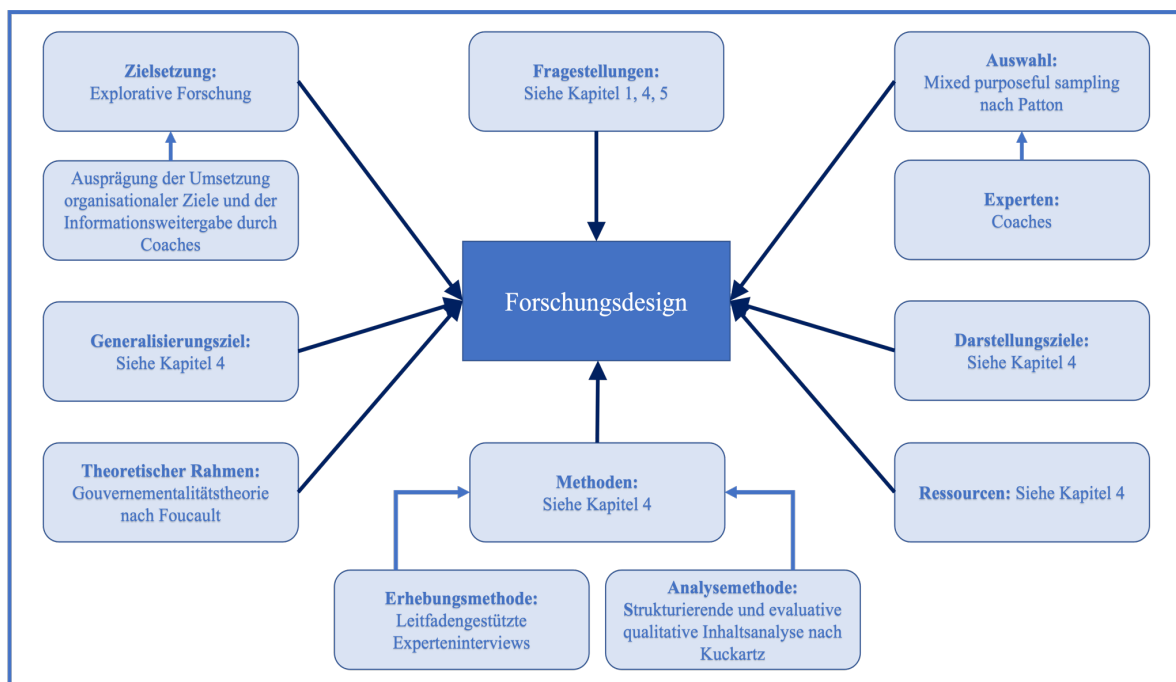 Zielsetzung:
Explorative Forschung
Fragestellungen:
Siehe Kapitel 1, 4, 5
Auswahl:
Mixed purposeful sampling
nach Patton
Ausprägung der Umsetzung
organisationaler Ziele und der
Informationsweitergabe durch
Coaches
Experten:
Coaches
Forschungsdesign
Generalisierungsziel:
Siehe Kapitel 4
Darstellungsziele:
Siehe Kapitel 4
Theoretischer Rahmen:
Gouvernementalitätstheorie
nach Foucault
Methoden:
Siehe Kapitel 4
Ressourcen: Siehe Kapitel 4
Erhebungsmethode:
Leitfadengestützte
Experteninterviews
Analysemethode:
Strukturierende und evaluative
qualitative Inhaltsanalyse nach
Kuckartz